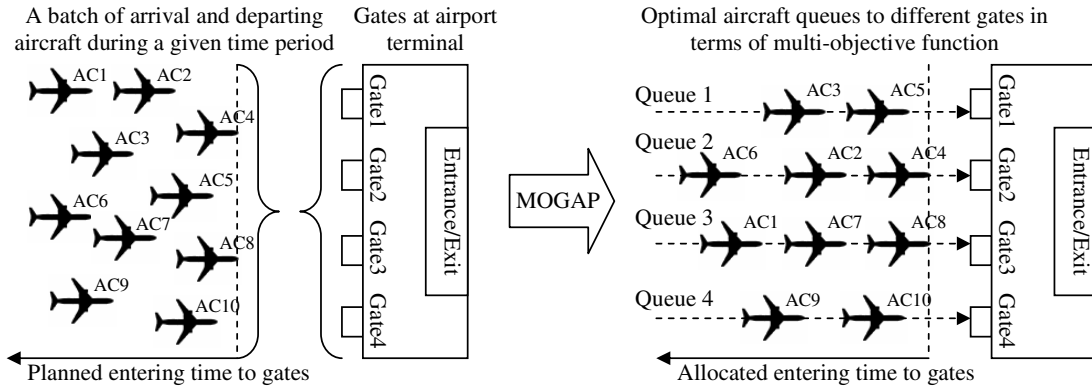 A batch of arrival and departing
aircraft during a given time period
Gates at airport
terminal
Optimal aircraft queues to different gates in
terms of multi-objective function
AC1
AC2
AC3
AC4
AC5
AC6
AC7
AC8
AC9
AC10
Gate1
Gate2
Gate3
Gate4
Entrance/Exit
Planned entering time to gates
MOGAP
Queue 1
AC3
AC5
Queue 2
AC6
AC2
AC4
Queue 3
AC1
AC7
AC8
Queue 4
AC9
AC10
Gate1
Gate2
Gate3
Gate4
Entrance/Exit
Allocated entering time to gates